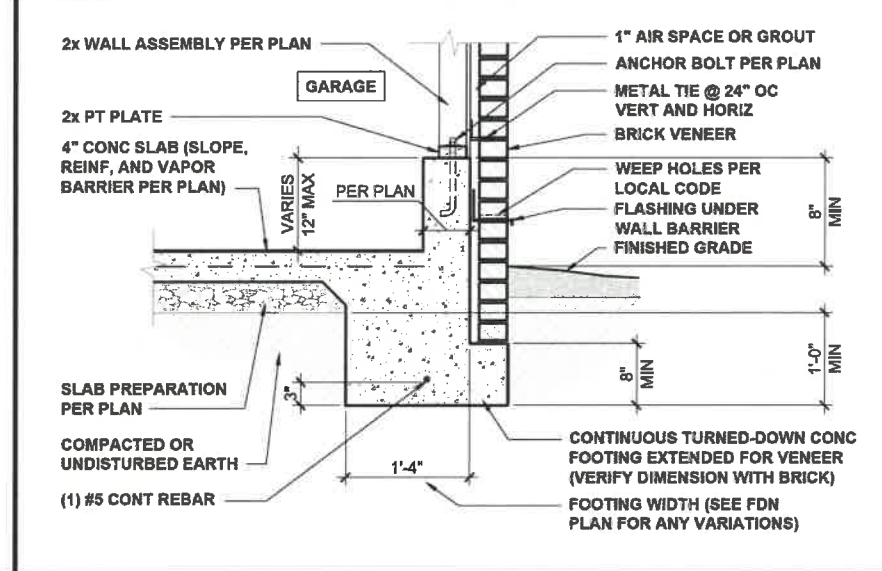 2x WALL ASSEMBLY PER PLAN
GARAGE
2x PT PLATE
4" CONC SLAB (SLOPE,
REINF, AND VAPOR
BARRIER PER PLAN)
VARIES
12" MAX
PER PLAN
SLAB PREPARATION
PER PLAN
COMPACTED OR
UNDISTURBED EARTH
(1) #5 CONT REBAR
3"
1'-4"
1" AIR SPACE OR GROUT
ANCHOR BOLT PER PLAN
METAL TIE @ 24" OC
VERT AND HORIZ
BRICK VENEER
WEEP HOLES PER
LOCAL CODE
FLASHING UNDER
WALL BARRIER
FINISHED GRADE
8"
MIN
8"
MIN
1'-0"
MIN
CONTINUOUS TURNED-DOWN CONC
FOOTING EXTENDED FOR VENEER
(VERIFY DIMENSION WITH BRICK)
FOOTING WIDTH (SEE FDN
PLAN FOR ANY VARIATIONS)